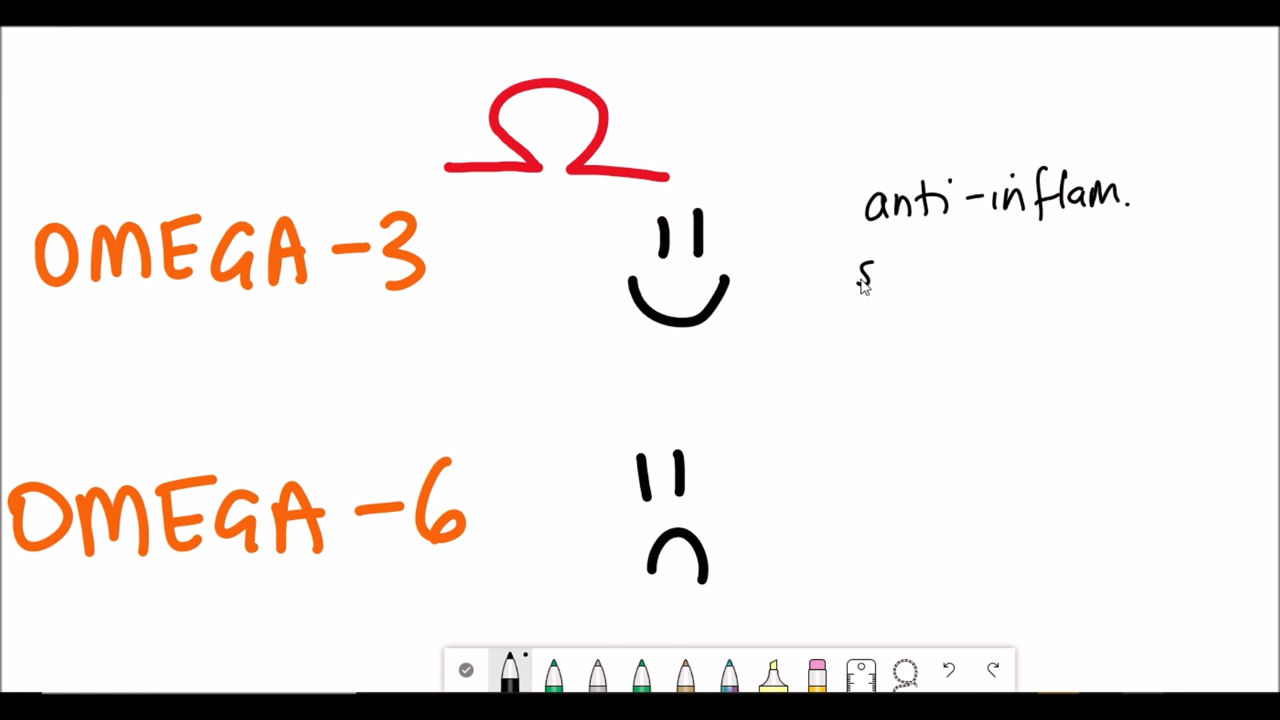 Ω
OMEGA-3
anti-inflam.
s
OMEGA-6